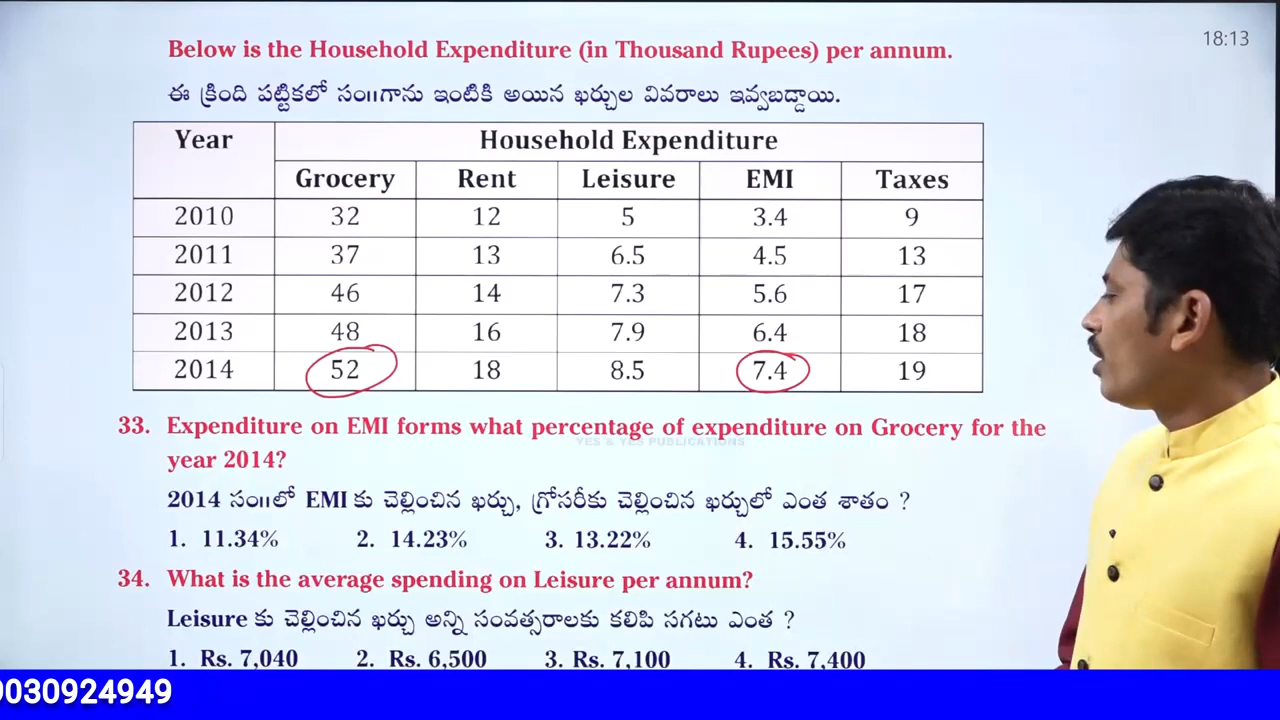 18:13
Below is the Household Expenditure (in Thousand Rupees) per annum.
ఈ క్రింది పట్టికలో సంııగాను ఇంటికి అయిన ఖర్చుల వివరాలు ఇవ్వబడ్డాయి.
Year Household Expenditure
Grocery Rent Leisure EMI Taxes
2010 32 12 5 3.4 9
2011 37 13 6.5 4.5 13
2012 46 14 7.3 5.6 17
2013 48 16 7.9 6.4 18
2014 52 18 8.5 7.4 19
33. Expenditure on EMI forms what percentage of expenditure on Grocery for the
YES & YES PUBLICATIONS
year 2014?
2014 సంııలో EMI కు చెల్లించిన ఖర్చు, గ్రోసరీకు చెల్లించిన ఖర్చులో ఎంత శాతం ?
1. 11.34% 2. 14.23% 3. 13.22% 4. 15.55%
34. What is the average spending on Leisure per annum?
Leisure కు చెల్లించిన ఖర్చు అన్ని సంవత్సరాలకు కలిపి సగటు ఎంత ?
1. Rs. 7,040 2. Rs. 6,500 3. Rs. 7,100 4. Rs. 7,400
9030924949